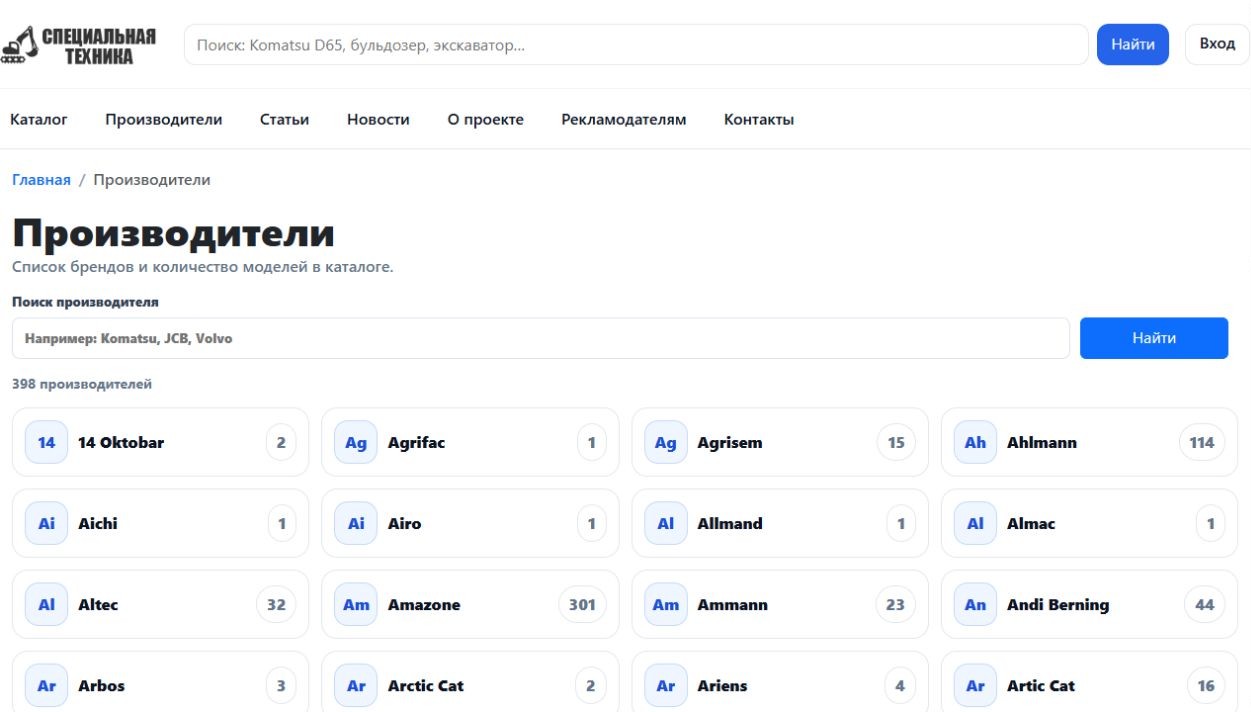 СПЕЦИАЛЬНАЯ
ТЕХНИКА
Поиск: Komatsu D65, бульдозер, экскаватор...
Найти
Вход
Каталог
Производители
Статьи
Новости
О проекте
Рекламодателям
Контакты
Главная / Производители
Производители
Список брендов и количество моделей в каталоге.
Поиск производителя
Например: Komatsu, JCB, Volvo
Найти
398 производителей
14 14 Oktobar 2
Ag Agrifac 1
Ag Agrisem 15
Ah Ahlmann 114
Ai Aichi 1
Ai Airo 1
Al Allmand 1
Al Almac 1
Al Altec 32
Am Amazone 301
Am Ammann 23
An Andi Berning 44
Ar Arbos 3
Ar Arctic Cat 2
Ar Ariens 4
Ar Artic Cat 16